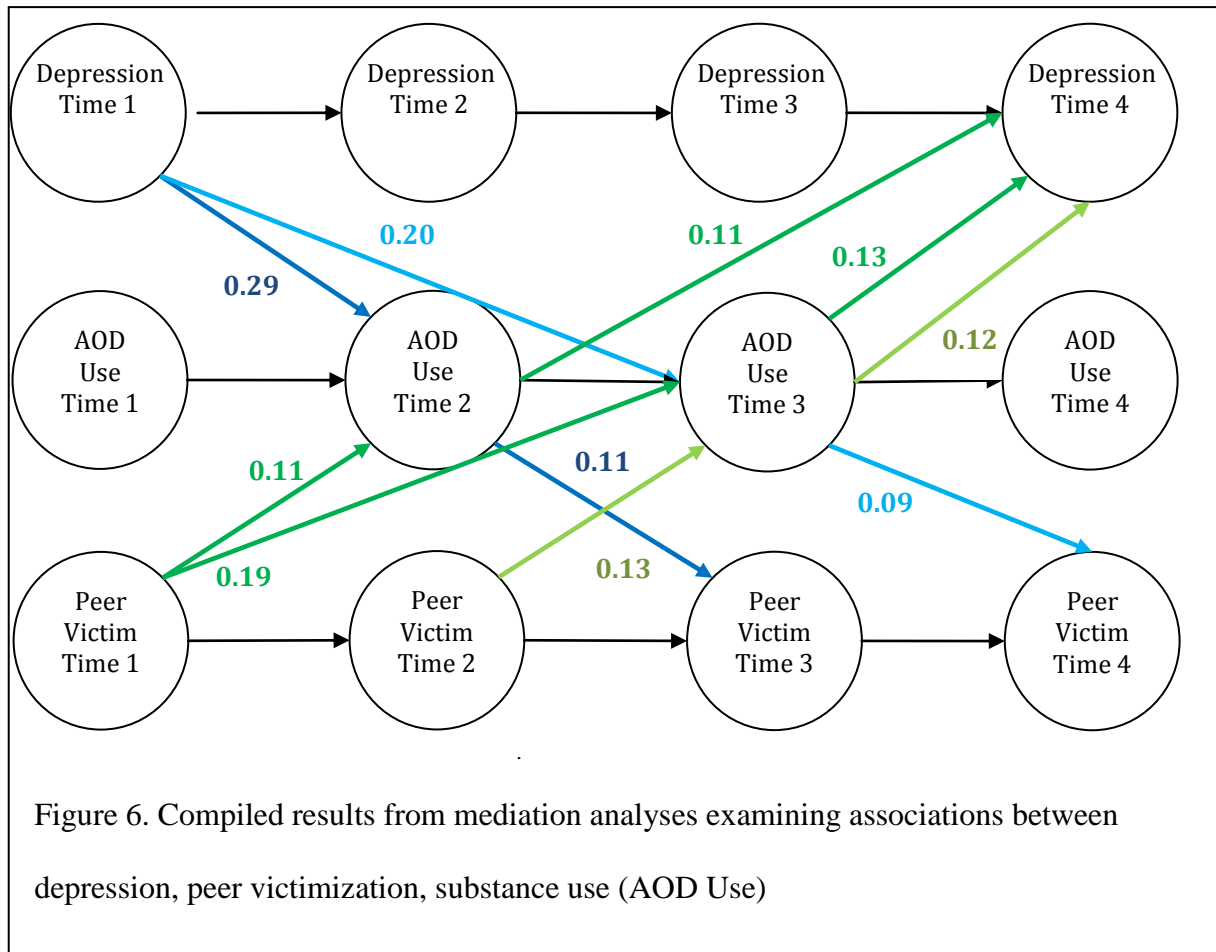 Depression
Time 1
Depression
Time 2
Depression
Time 3
Depression
Time 4
0.20
0.11
0.13
0.29
0.12
AOD
Use
Time 1
AOD
Use
Time 2
AOD
Use
Time 3
AOD
Use
Time 4
0.11
0.11
0.09
0.19
0.13
Peer
Victim
Time 1
Peer
Victim
Time 2
Peer
Victim
Time 3
Peer
Victim
Time 4
.
Figure 6. Compiled results from mediation analyses examining associations between
depression, peer victimization, substance use (AOD Use)